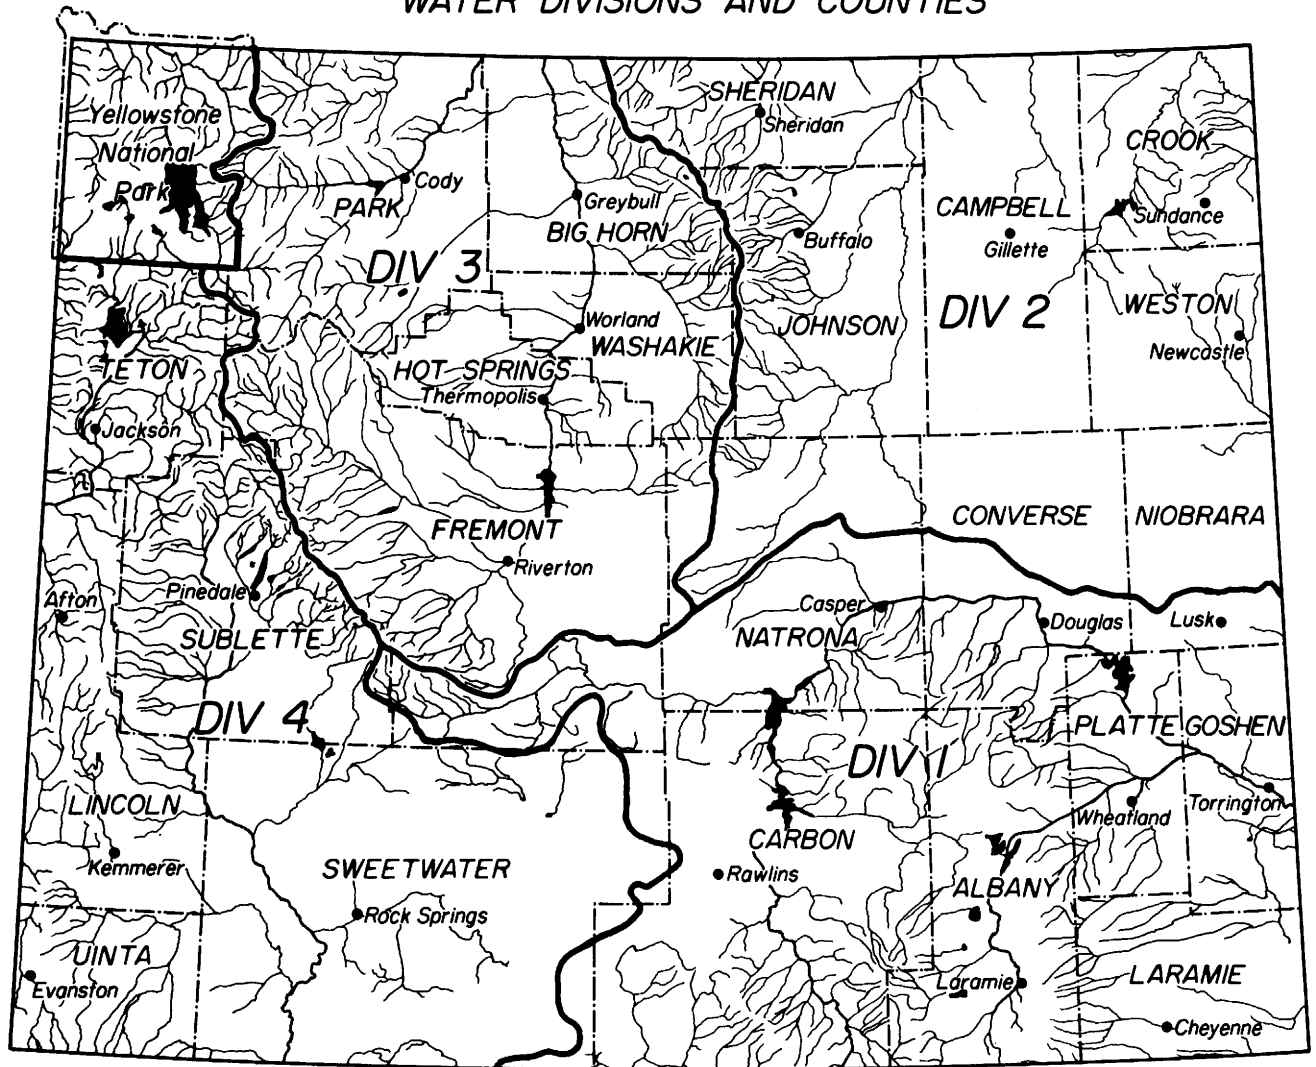 WATER DIVISIONS AND COUNTIES
Yellowstone
National
Park
SHERIDAN
Sheridan
CROOK
Sundance
Cody
PARK
Greybull
BIG HORN
CAMPBELL
Gillette
Buffalo
DIV 3
DIV 2
WESTON
Newcastle
JOHNSON
Worland
WASHAKIE
HOT SPRINGS
Thermopolis
TETON
Jackson
FREMONT
Riverton
CONVERSE
NIOBRARA
Afton
Pinedale
SUBLETTE
Casper
NATRONA
Douglas
Lusk
DIV 4
DIV 1
PLATTE
GOSHEN
LINCOLN
Kemmerer
Wheatland
Torrington
CARBON
Rawlins
SWEETWATER
Rock Springs
ALBANY
UINTA
Evanston
Laramie
LARAMIE
Cheyenne